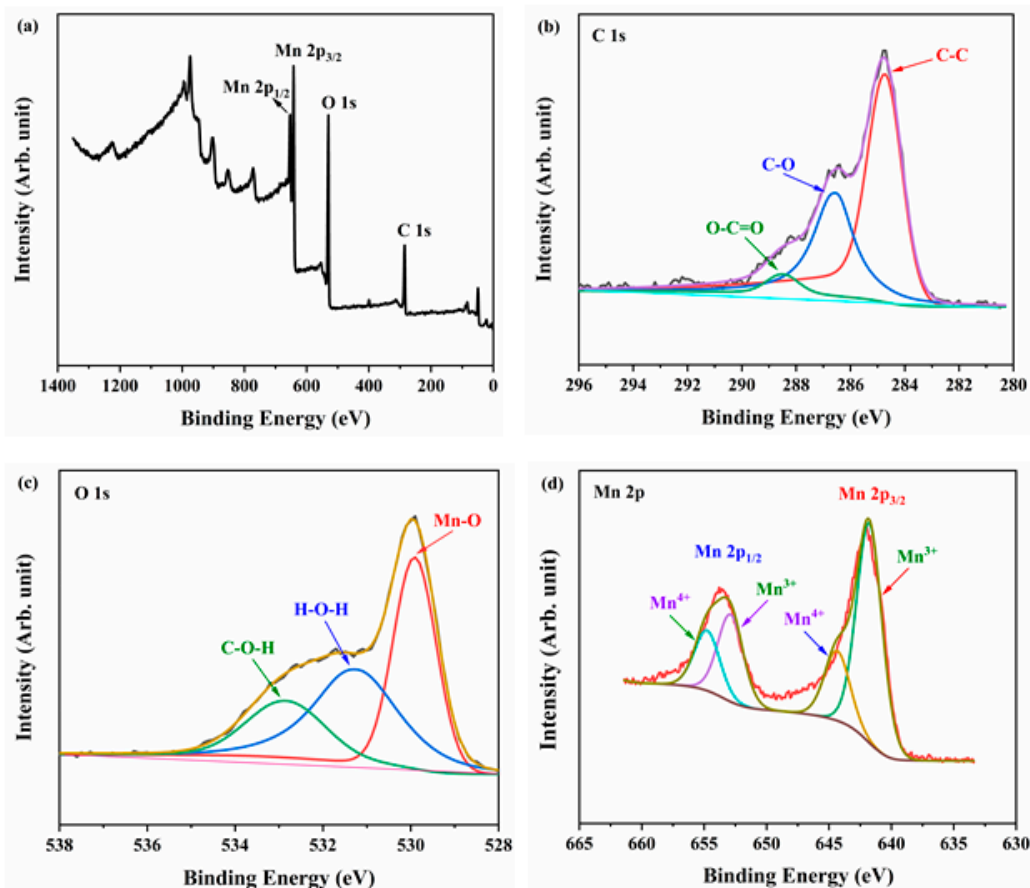 (a)
Mn 2p3/2
Mn 2p1/2
O 1s
C 1s
Intensity (Arb. unit)
1400 1200 1000 800 600 400 200 0
Binding Energy (eV)
(b)
C 1s
C-C
C-O
O-C=O
Intensity (Arb. unit)
296 294 292 290 288 286 284 282 280
Binding Energy (eV)
(c)
O 1s
Mn-O
H-O-H
C-O-H
Intensity (Arb. unit)
538 536 534 532 530 528
Binding Energy (eV)
(d)
Mn 2p
Mn 2p3/2
Mn 2p1/2
Mn3+
Mn4+
Mn3+
Mn4+
Intensity (Arb. unit)
665 660 655 650 645 640 635 630
Binding Energy (eV)